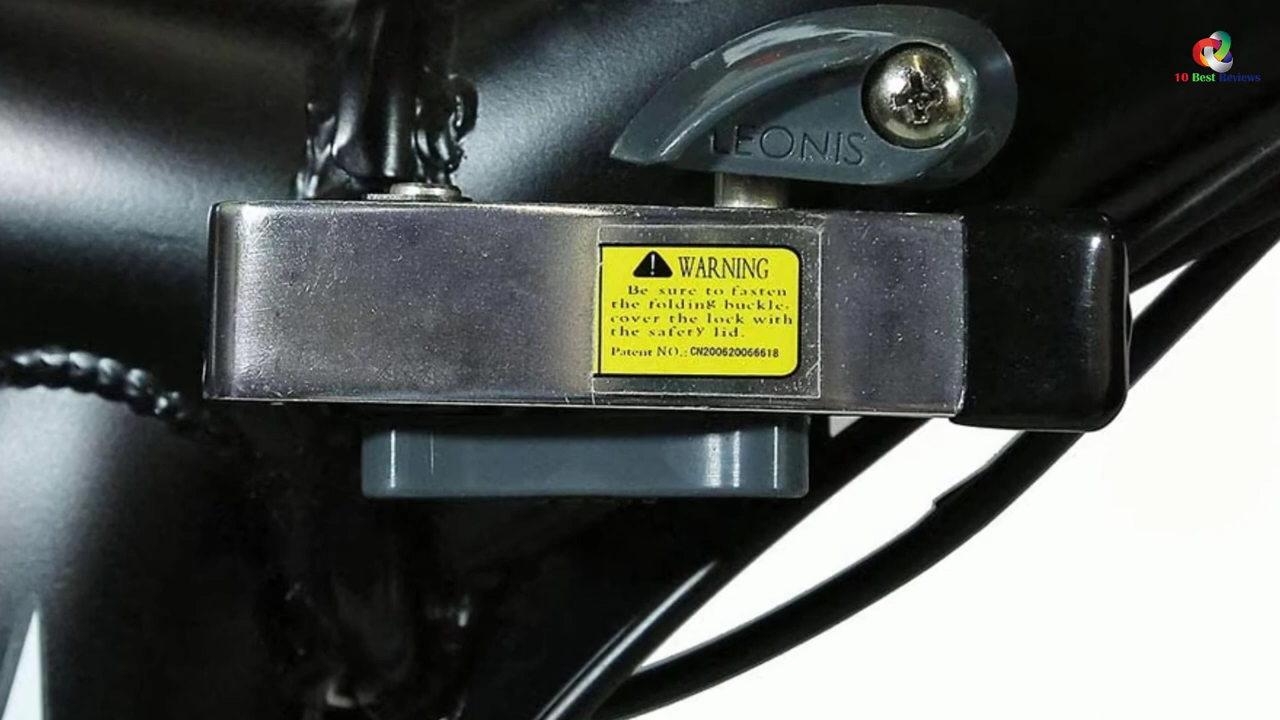 10 Best Reviews
LEONIS
WARNING
Be sure to fasten
the folding buckle.
cover the lock with
the safety lid.
Patent NO.: CN200620066618